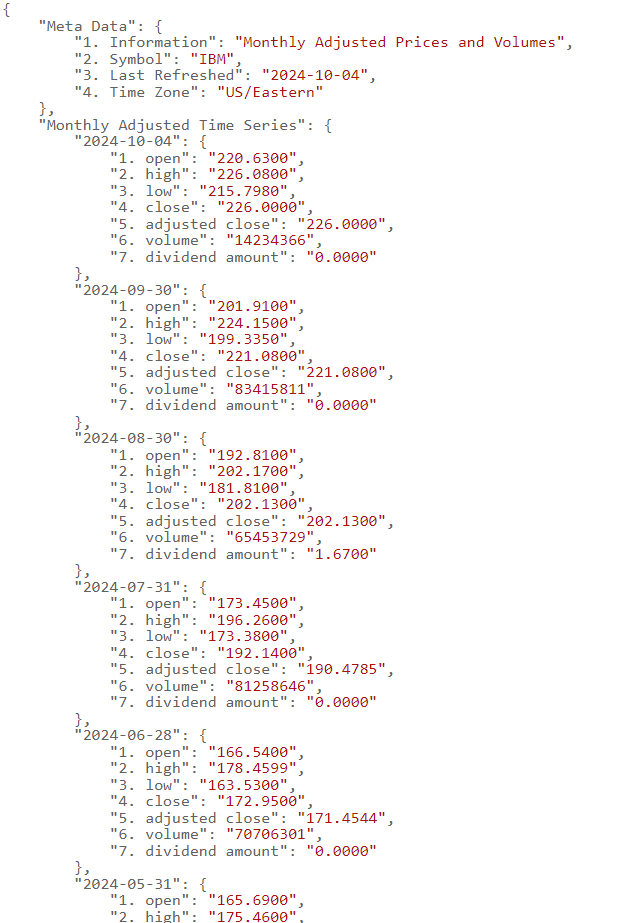 {
    "Meta Data": {
        "1. Information": "Monthly Adjusted Prices and Volumes",
        "2. Symbol": "IBM",
        "3. Last Refreshed": "2024-10-04",
        "4. Time Zone": "US/Eastern"
    },
    "Monthly Adjusted Time Series": {
        "2024-10-04": {
            "1. open": "220.6300",
            "2. high": "226.0800",
            "3. low": "215.7980",
            "4. close": "226.0000",
            "5. adjusted close": "226.0000",
            "6. volume": "14234366",
            "7. dividend amount": "0.0000"
        },
        "2024-09-30": {
            "1. open": "201.9100",
            "2. high": "224.1500",
            "3. low": "199.3350",
            "4. close": "221.0800",
            "5. adjusted close": "221.0800",
            "6. volume": "83415811",
            "7. dividend amount": "0.0000"
        },
        "2024-08-30": {
            "1. open": "192.8100",
            "2. high": "202.1700",
            "3. low": "181.8100",
            "4. close": "202.1300",
            "5. adjusted close": "202.1300",
            "6. volume": "65453729",
            "7. dividend amount": "1.6700"
        },
        "2024-07-31": {
            "1. open": "173.4500",
            "2. high": "196.2600",
            "3. low": "173.3800",
            "4. close": "192.1400",
            "5. adjusted close": "190.4785",
            "6. volume": "81258646",
            "7. dividend amount": "0.0000"
        },
        "2024-06-28": {
            "1. open": "166.5400",
            "2. high": "178.4599",
            "3. low": "163.5300",
            "4. close": "172.9500",
            "5. adjusted close": "171.4544",
            "6. volume": "70706301",
            "7. dividend amount": "0.0000"
        },
        "2024-05-31": {
            "1. open": "165.6900",
            "2. high": "175.4600",